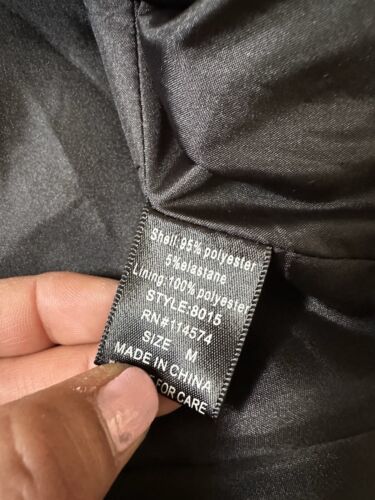 Shell:95% polyester
5%elastane
Lining:100% polyester
STYLE:8015
RN#114574
SIZE M
MADE IN CHINA
FOR CARE